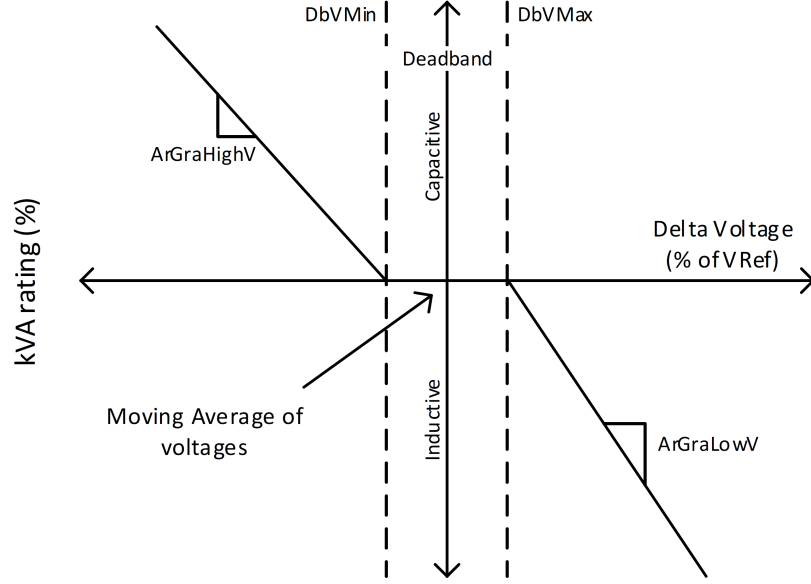 DbVMin
DbVMax
Deadband
ArGraHighV
Capacitive
Delta Voltage
(% of VRef)
kVA rating (%)
Moving Average of
voltages
Inductive
ArGraLowV